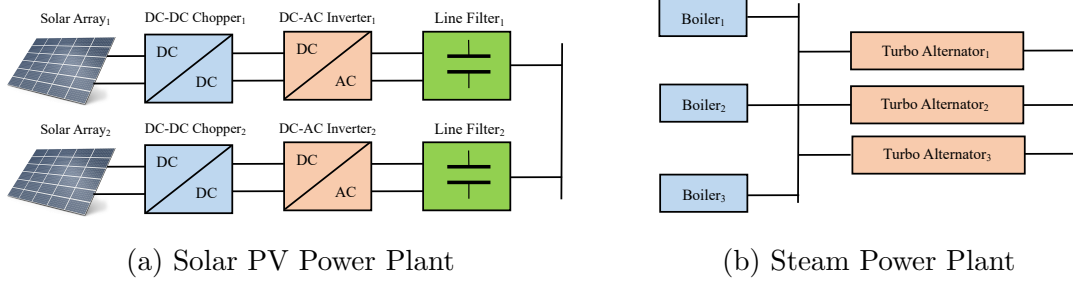 Solar Array₁ DC-DC Chopper₁ DC-AC Inverter₁ Line Filter₁
DC DC
DC AC
Solar Array₂ DC-DC Chopper₂ DC-AC Inverter₂ Line Filter₂
DC DC
DC AC
(a) Solar PV Power Plant
Boiler₁
Turbo Alternator₁
Boiler₂ Turbo Alternator₂
Turbo Alternator₃
Boiler₃
(b) Steam Power Plant